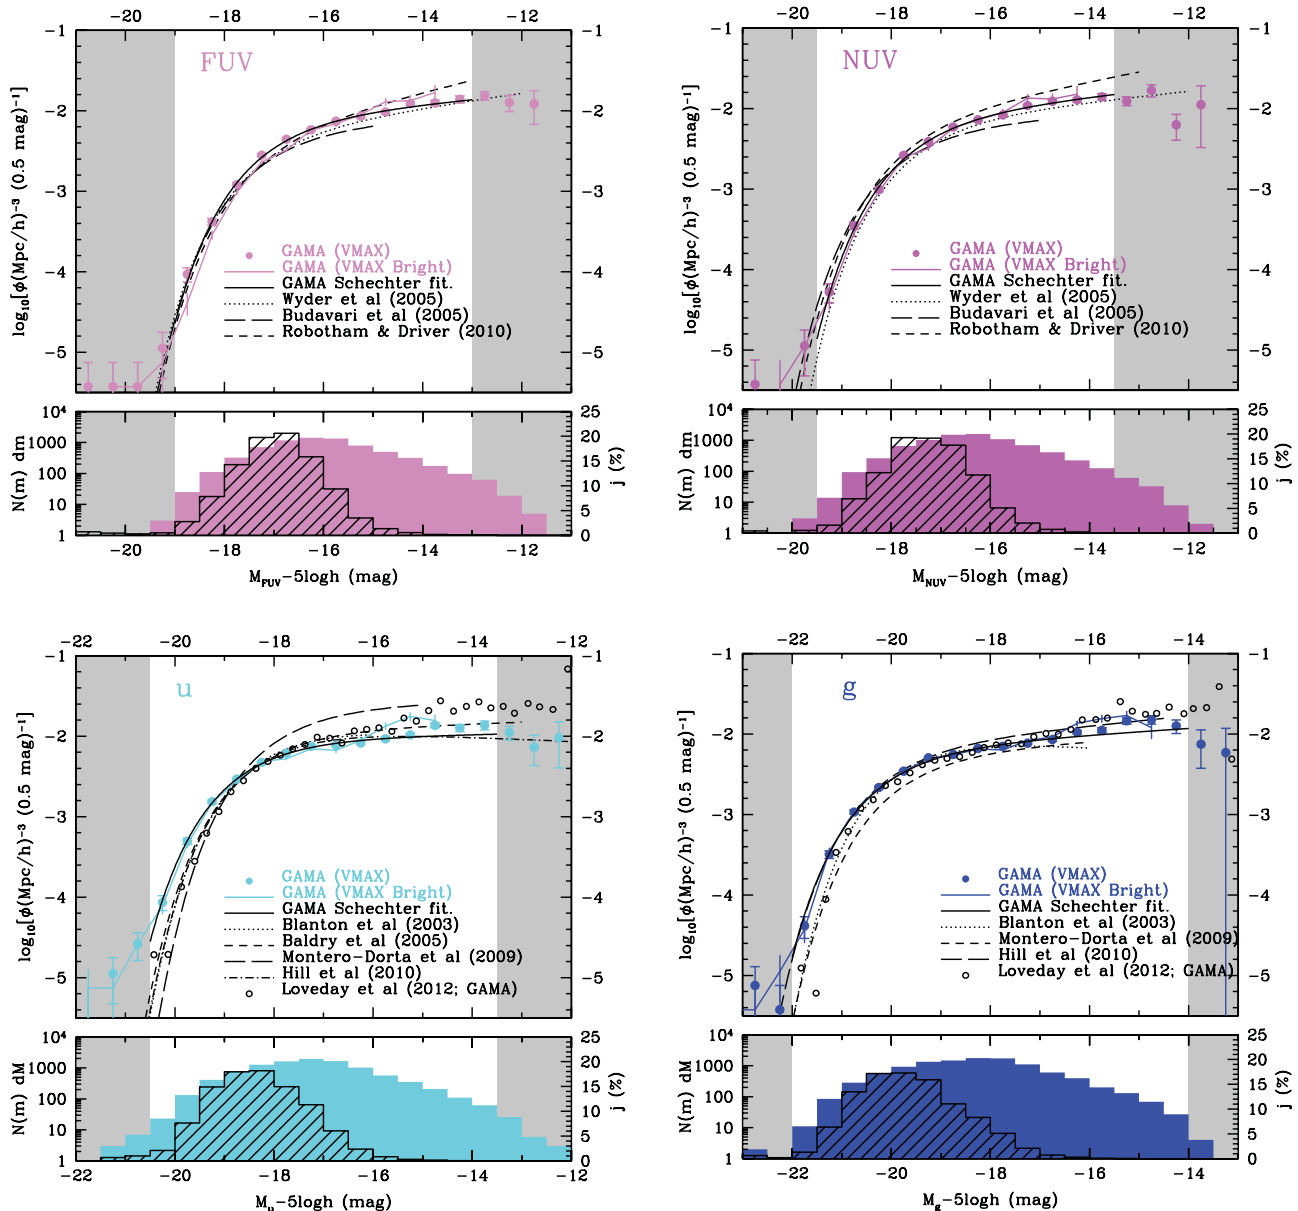 −20 −18 −16 −14 −12
−1 −1
FUV
−2 −2
−3 −3
−4 −4
−5 −5
log₁₀[ϕ(Mpc/h)⁻³ (0.5 mag)⁻¹]
GAMA (VMAX)
GAMA (VMAX Bright)
GAMA Schechter fit.
Wyder et al (2005)
Budavari et al (2005)
Robotham & Driver (2010)
10⁴ 25
1000 20
100 15
10 10
5
1 0
N(m) dm
j (%)
−20 −18 −16 −14 −12
M_FUV−5logh (mag)
−20 −18 −16 −14 −12
−1 −1
NUV
−2 −2
−3 −3
−4 −4
−5 −5
log₁₀[ϕ(Mpc/h)⁻³ (0.5 mag)⁻¹]
GAMA (VMAX)
GAMA (VMAX Bright)
GAMA Schechter fit.
Wyder et al (2005)
Budavari et al (2005)
Robotham & Driver (2010)
10⁴ 25
1000 20
100 15
10 10
5
1 0
N(m) dm
j (%)
−20 −18 −16 −14 −12
M_NUV−5logh (mag)
−22 −20 −18 −16 −14 −12
−1 −1
u
−2 −2
−3 −3
−4 −4
−5 −5
log₁₀[ϕ(Mpc/h)⁻³ (0.5 mag)⁻¹]
GAMA (VMAX)
GAMA (VMAX Bright)
GAMA Schechter fit.
Blanton et al (2003)
Baldry et al (2005)
Montero−Dorta et al (2009)
Hill et al (2010)
Loveday et al (2012; GAMA)
10⁴ 25
1000 20
100 15
10 10
5
1 0
N(m) dM
j (%)
−22 −20 −18 −16 −14 −12
M_u−5logh (mag)
−22 −20 −18 −16 −14
−1 −1
g
−2 −2
−3 −3
−4 −4
−5 −5
log₁₀[ϕ(Mpc/h)⁻³ (0.5 mag)⁻¹]
GAMA (VMAX)
GAMA (VMAX Bright)
GAMA Schechter fit.
Blanton et al (2003)
Montero−Dorta et al (2009)
Hill et al (2010)
Loveday et al (2012; GAMA)
10⁴ 25
1000 20
100 15
10 10
5
1 0
N(m) dM
j (%)
−22 −20 −18 −16 −14
M_g−5logh (mag)